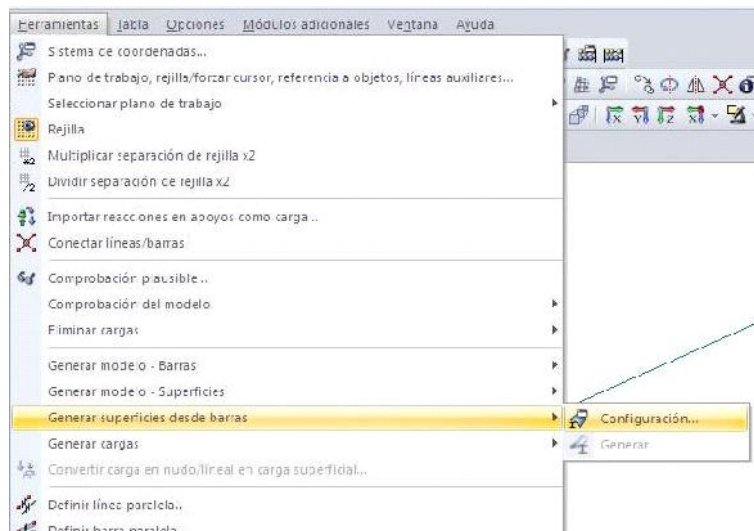 Herramientas Tabla Opciones Módulos adicionales Ventana Ayuda
Sistema de coordenadas...
Plano de trabajo, rejilla/forzar cursor, referencia a objetos, líneas auxiliares...
Seleccionar plano de trabajo
Rejilla
Multiplicar separación de rejilla x2
Dividir separación de rejilla x2
Importar reacciones en apoyos como carga...
Conectar líneas/barras
Comprobación plausible...
Comprobación del modelo
Eliminar cargas
Generar modelo - Barras
Generar modelo - Superficies
Generar superficies desde barras
Configuración...
Generar cargas
Generar
Convertir carga en nudo/lineal en carga superficial...
Definir línea paralela...
Definir barra paralela